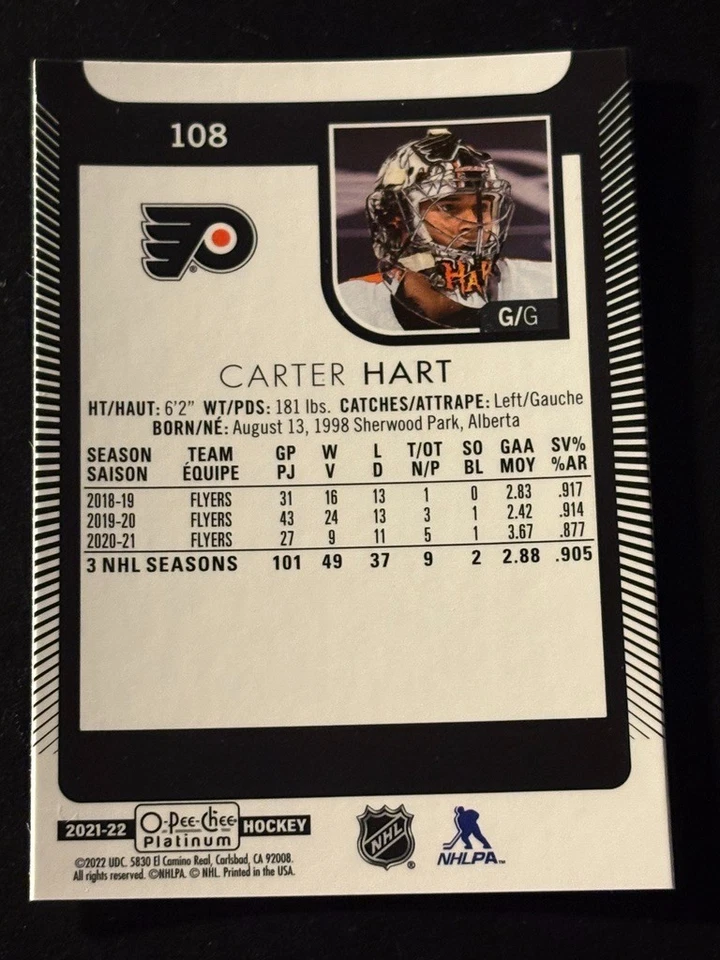 108
HART
G/G
CARTER HART
HT/HAUT: 6'2" WT/PDS: 181 lbs. CATCHES/ATTRAPE: Left/Gauche
BORN/NÉ: August 13, 1998 Sherwood Park, Alberta
SEASON TEAM GP W L T/OT SO GAA SV%
SAISON ÉQUIPE PJ V D N/P BL MOY %AR
2018-19 FLYERS 31 16 13 1 0 2.83 .917
2019-20 FLYERS 43 24 13 3 1 2.42 .914
2020-21 FLYERS 27 9 11 5 1 3.67 .877
3 NHL SEASONS 101 49 37 9 2 2.88 .905
2021-22 O-Pee-Chee Platinum HOCKEY
NHL
NHLPA™
©2022 UDC. 5830 El Camino Real, Carlsbad, CA 92008.
All rights reserved. ©NHLPA. © NHL. Printed in the USA.